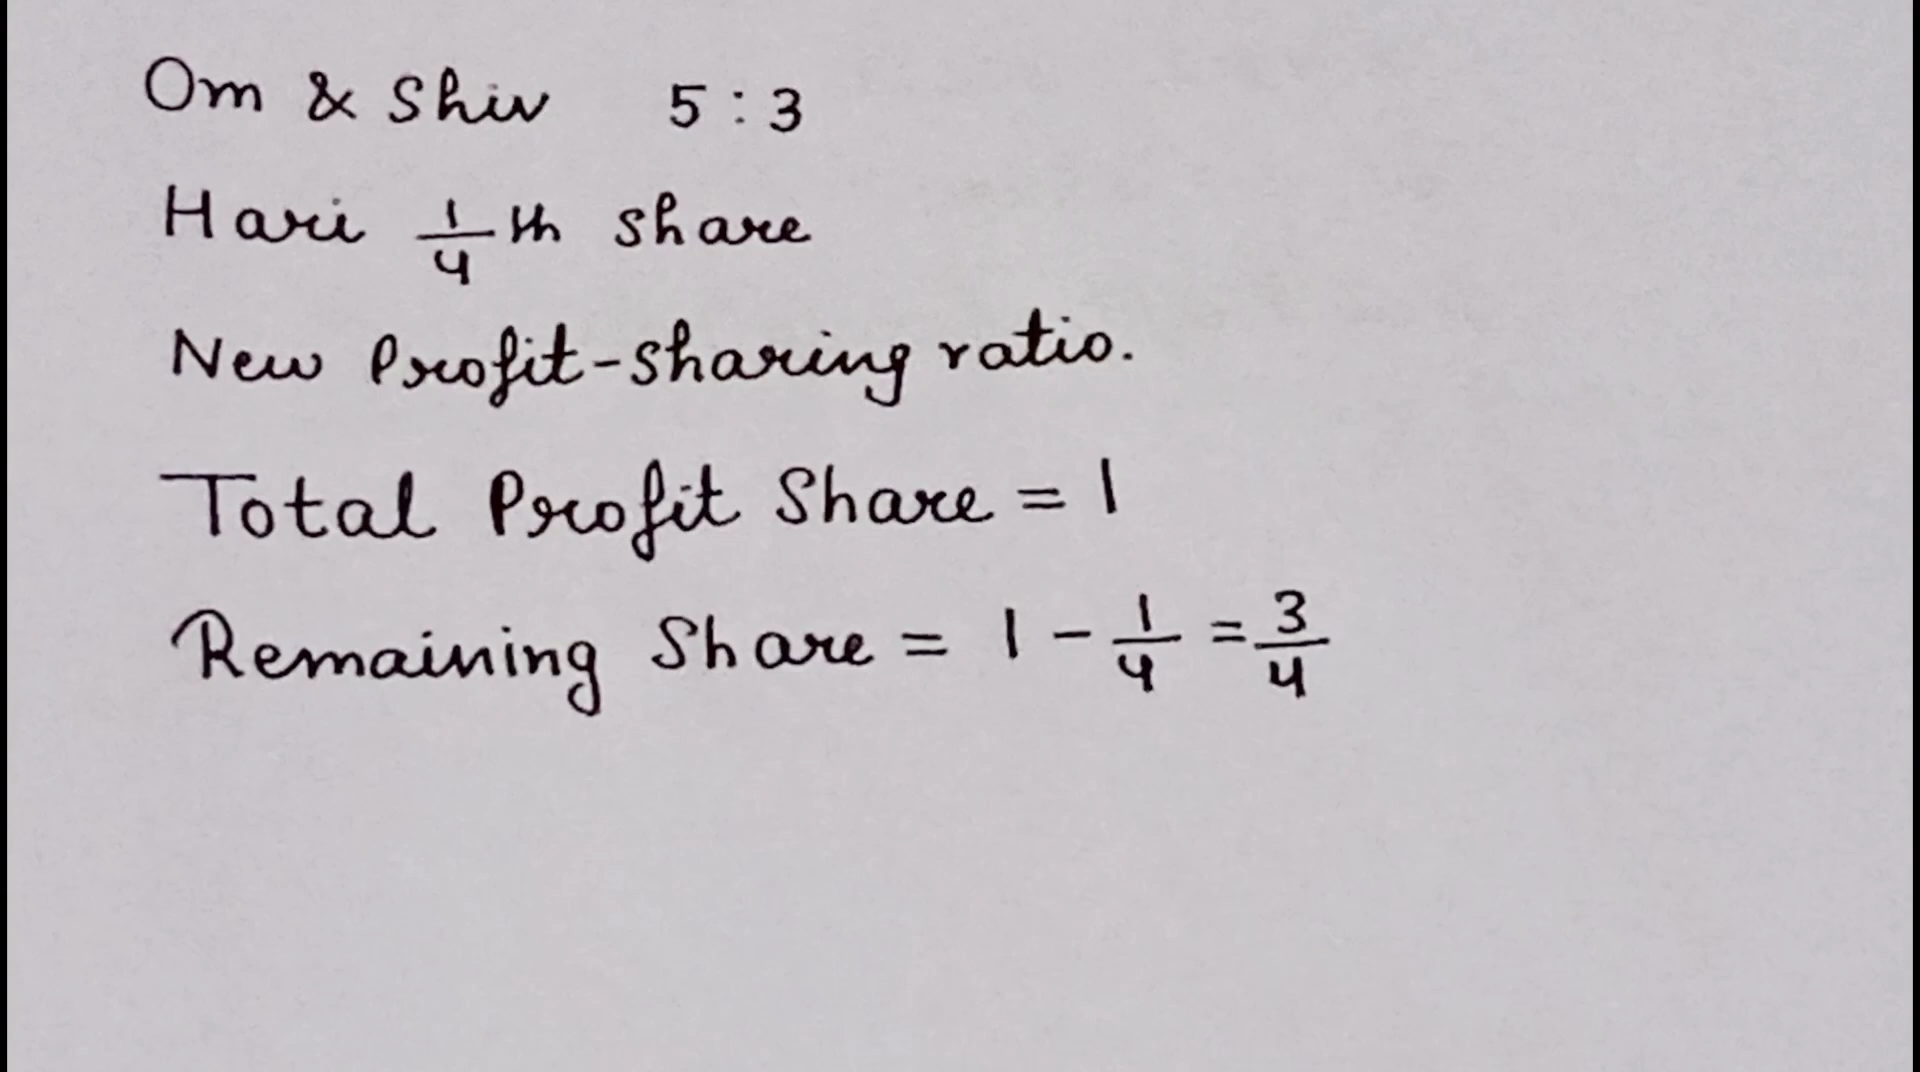 Om & Shiv 5 : 3
Hari 1/4 th share
New Profit-sharing ratio.
Total Profit Share = 1
Remaining Share = 1 - 1/4 = 3/4